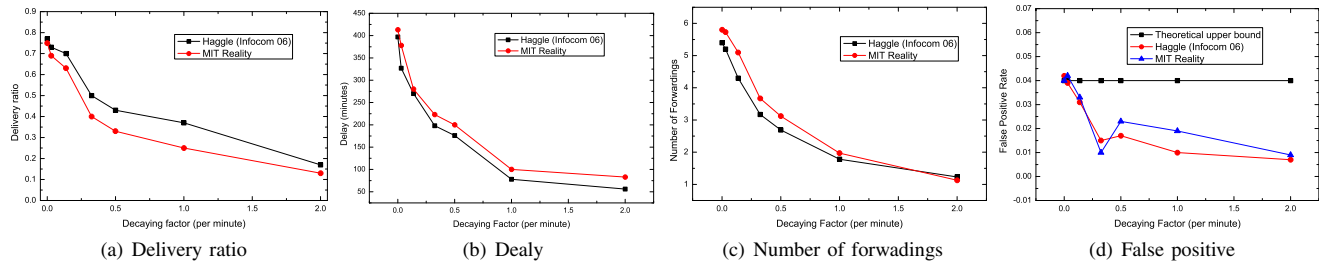 0.9
0.8
0.7
0.6
0.5
0.4
0.3
0.2
0.1
0.0
Delivery ratio
Haggle (Infocom 06)
MIT Reality
0.0 0.5 1.0 1.5 2.0
Decaying factor (per minute)
(a) Delivery ratio
450
400
350
300
250
200
150
100
50
Delay (minutes)
Haggle (Infocom 06)
MIT Reality
0.0 0.5 1.0 1.5 2.0
Decaying Factor (per minute)
(b) Dealy
6
5
4
3
2
1
Number of Forwardings
Haggle (Infocom 06)
MIT Reality
0.0 0.5 1.0 1.5 2.0
Decaying Factor (per minute)
(c) Number of forwadings
0.06
0.05
0.04
0.03
0.02
0.01
0.00
-0.01
False Positive Rate
Theoretical upper bound
Haggle (Infocom 06)
MIT Reality
0.0 0.5 1.0 1.5 2.0
Decaying Factor (per minute)
(d) False positive